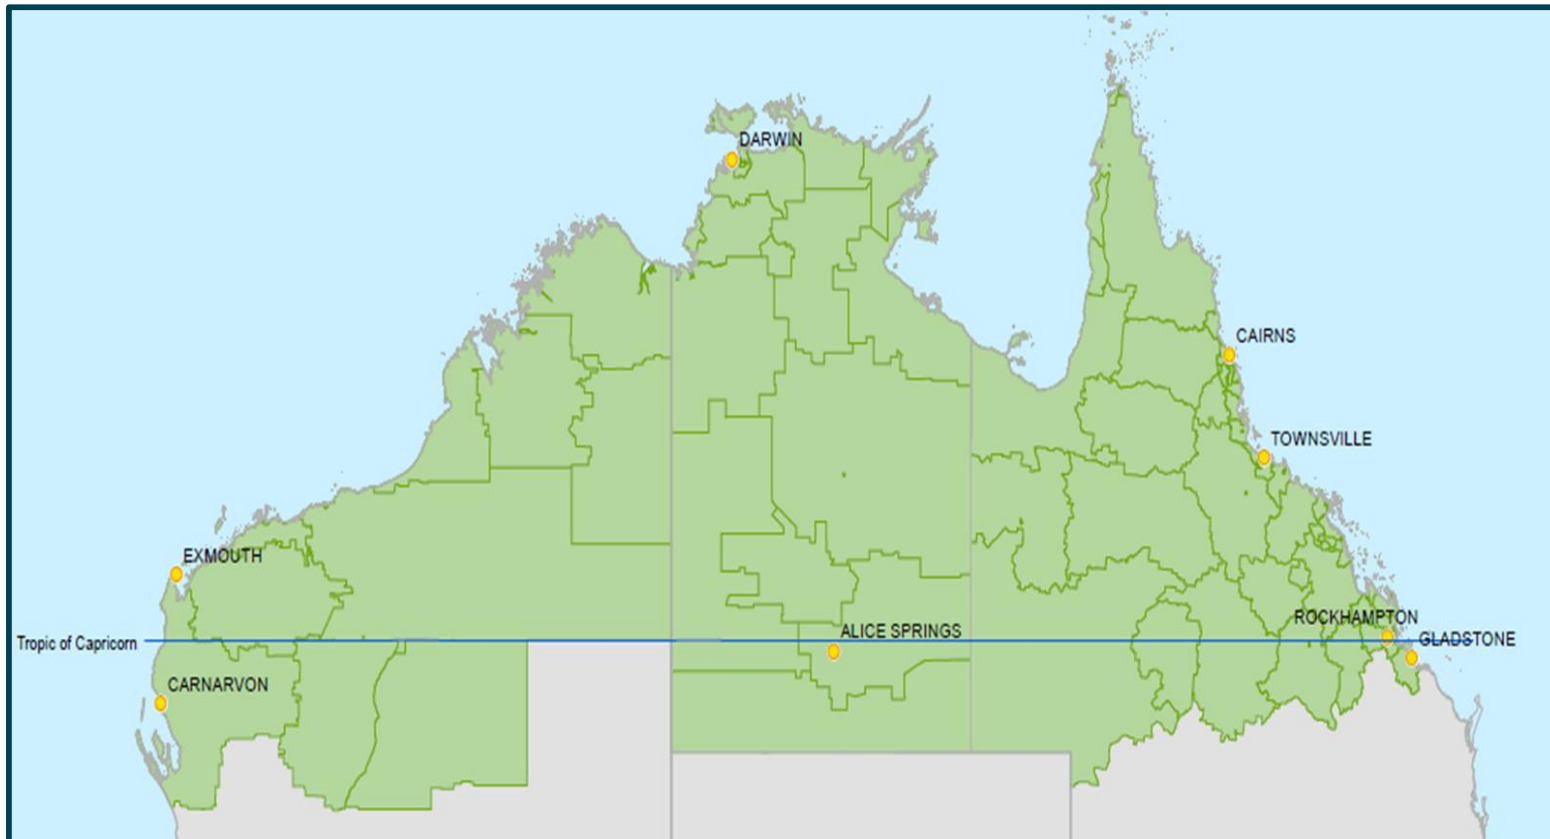 DARWIN
CAIRNS
TOWNSVILLE
EXMOUTH
ROCKHAMPTON
ALICE SPRINGS
GLADSTONE
Tropic of Capricorn
CARNARVON